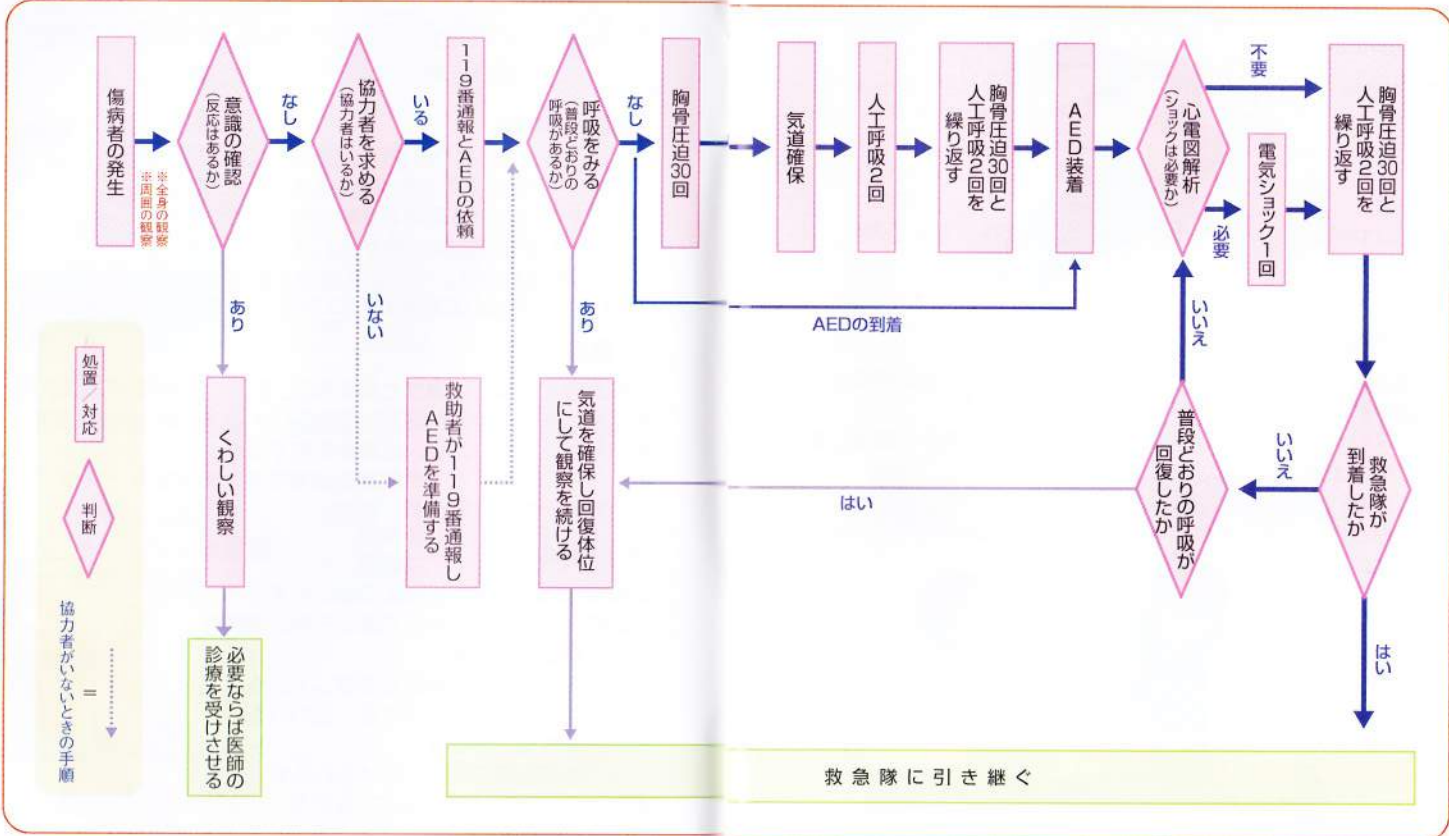 傷病者の発生
※全身の観察
※周囲の観察
意識の確認
(反応はあるか)
なし
あり
協力者を求める
(協力者はいるか)
いる
いない
119番通報とAEDの依頼
呼吸をみる
(普段どおりの
呼吸があるか)
なし
あり
胸骨圧迫30回
気道確保
人工呼吸2回
胸骨圧迫30回と
人工呼吸2回を
繰り返す
AED装着
AEDの到着
心電図解析
(ショックは必要か)
不要
必要
電気ショック1回
胸骨圧迫30回と
人工呼吸2回を
繰り返す
救急隊が
到着したか
いいえ
はい
普段どおりの呼吸が
回復したか
いいえ
はい
くわしい観察
必要ならば医師の
診療を受けさせる
救助者が119番通報し
AEDを準備する
気道を確保し回復体位
にして観察を続ける
救急隊に引き継ぐ
処置/対応
判断
=
協力者がいないときの手順